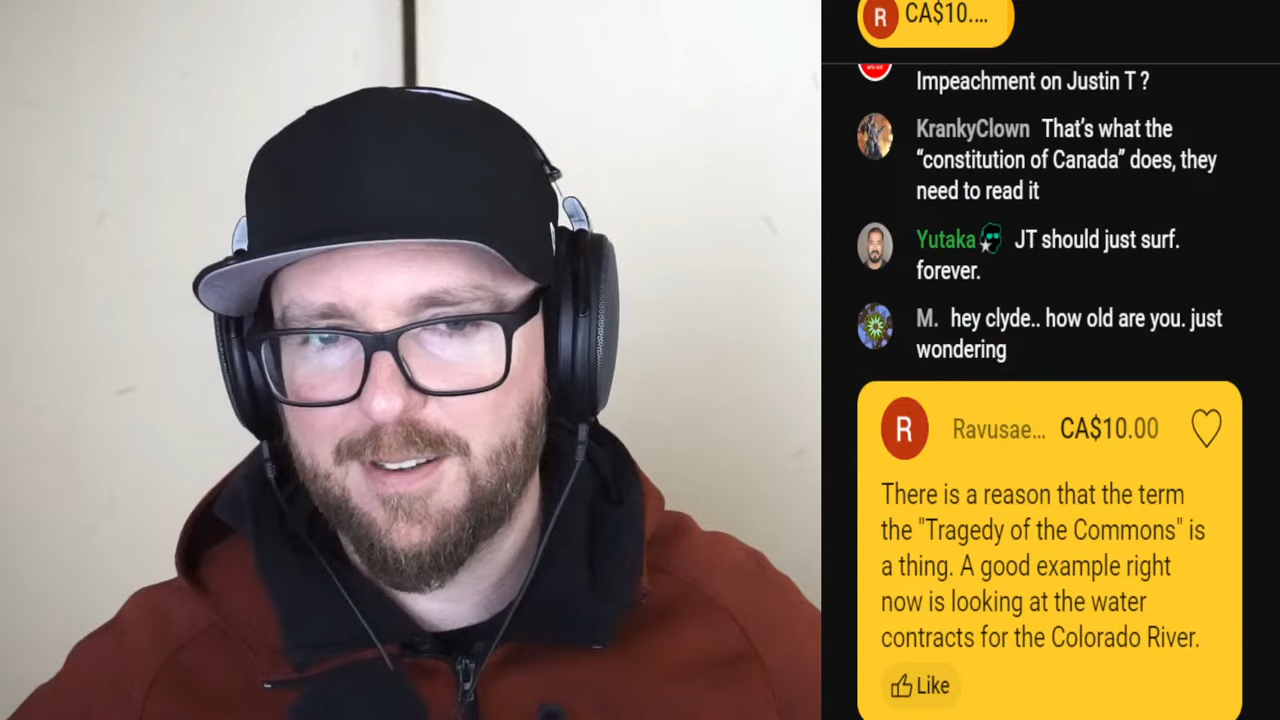 R CA$10.…
Impeachment on Justin T ?
KrankyClown That's what the
“constitution of Canada” does, they
need to read it
Yutaka JT should just surf.
forever.
M. hey clyde.. how old are you. just
wondering
R Ravusae… CA$10.00
There is a reason that the term
the "Tragedy of the Commons" is
a thing. A good example right
now is looking at the water
contracts for the Colorado River.
Like